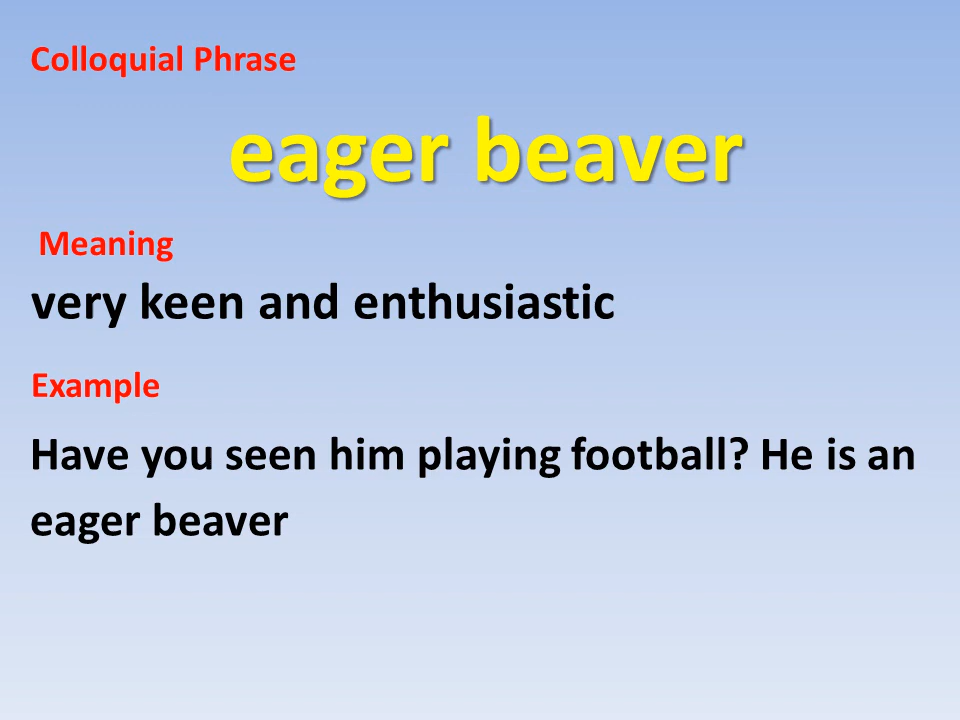 Colloquial Phrase
eager beaver
Meaning
very keen and enthusiastic
Example
Have you seen him playing football? He is an
eager beaver